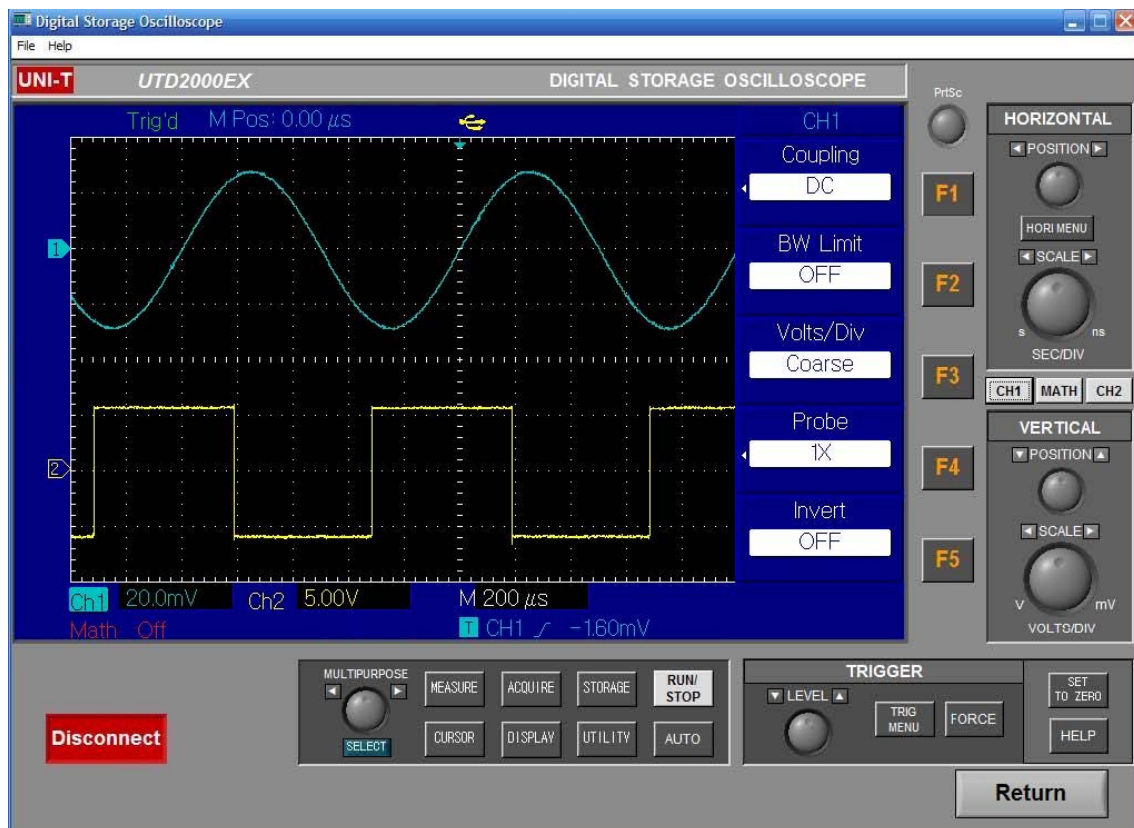 Digital Storage Oscilloscope
File Help
UNI-T UTD2000EX DIGITAL STORAGE OSCILLOSCOPE
PrtSc
Trig'd M Pos: 0.00 μs CH1
Coupling
DC
BW Limit
OFF
Volts/Div
Coarse
Probe
1X
Invert
OFF
1
2
Ch1 20.0mV Ch2 5.00V M 200 μs
Math Off T CH1 -1.60mV
F1
F2
F3
F4
F5
HORIZONTAL
POSITION
HORI MENU
SCALE
s ns
SEC/DIV
CH1 MATH CH2
VERTICAL
POSITION
SCALE
V mV
VOLTS/DIV
Disconnect
MULTIPURPOSE
SELECT
MEASURE ACQUIRE STORAGE RUN/
STOP
CURSOR DISPLAY UTILITY AUTO
TRIGGER
LEVEL
TRIG
MENU
FORCE
SET
TO ZERO
HELP
Return